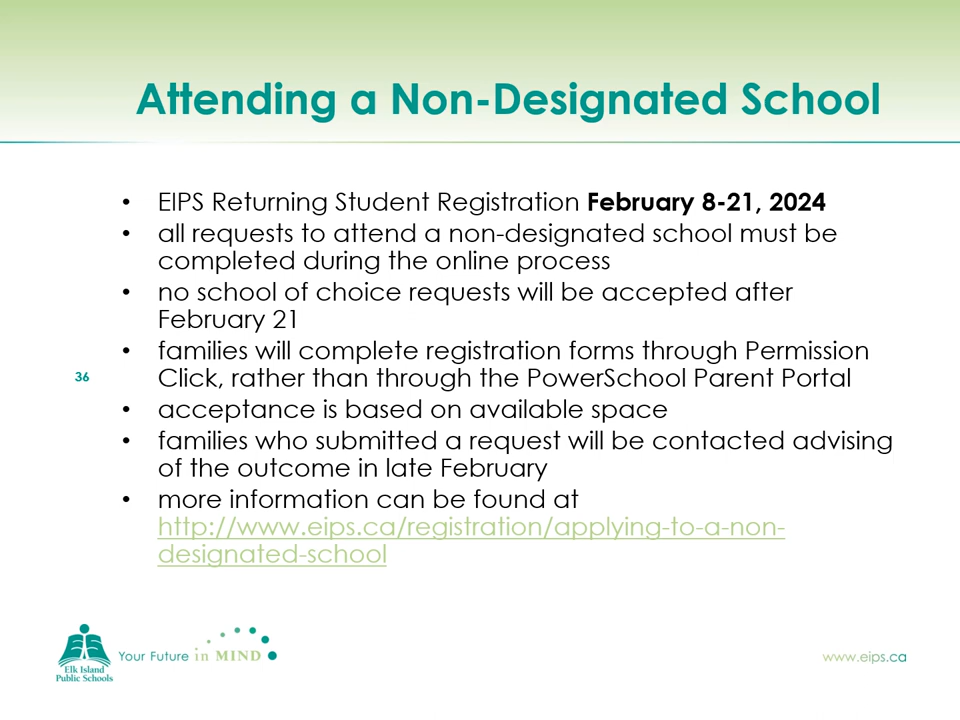 Attending a Non-Designated School
• EIPS Returning Student Registration February 8-21, 2024
• all requests to attend a non-designated school must be
completed during the online process
• no school of choice requests will be accepted after
February 21
• families will complete registration forms through Permission
Click, rather than through the PowerSchool Parent Portal
36
• acceptance is based on available space
• families who submitted a request will be contacted advising
of the outcome in late February
• more information can be found at
http://www.eips.ca/registration/applying-to-a-non-
designated-school
Elk Island
Public Schools
Your Future in MIND
www.eips.ca